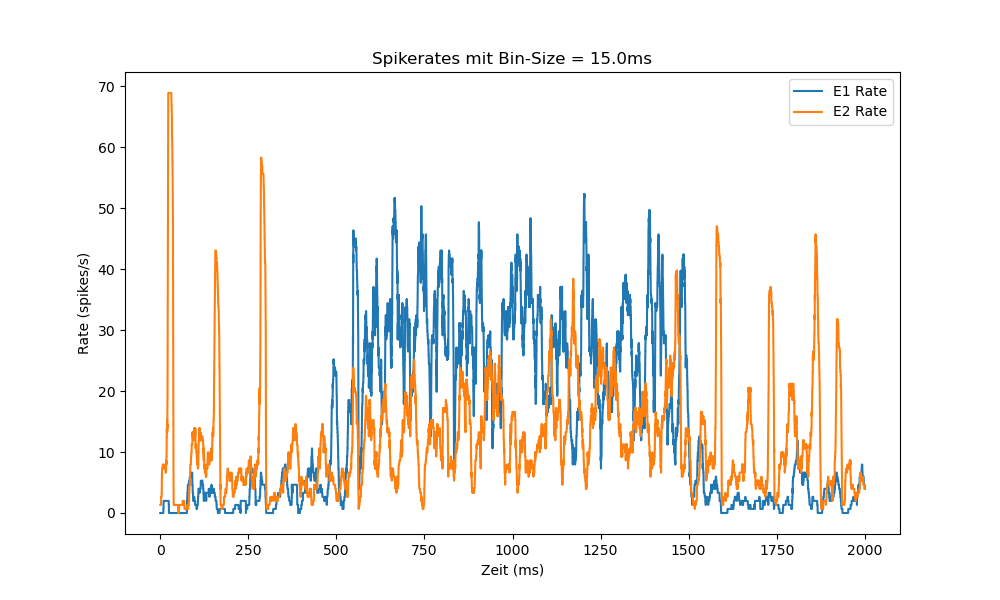 Spikerates mit Bin-Size = 15.0ms
E1 Rate
E2 Rate
70
60
50
40
30
20
10
0
Rate (spikes/s)
0 250 500 750 1000 1250 1500 1750 2000
Zeit (ms)